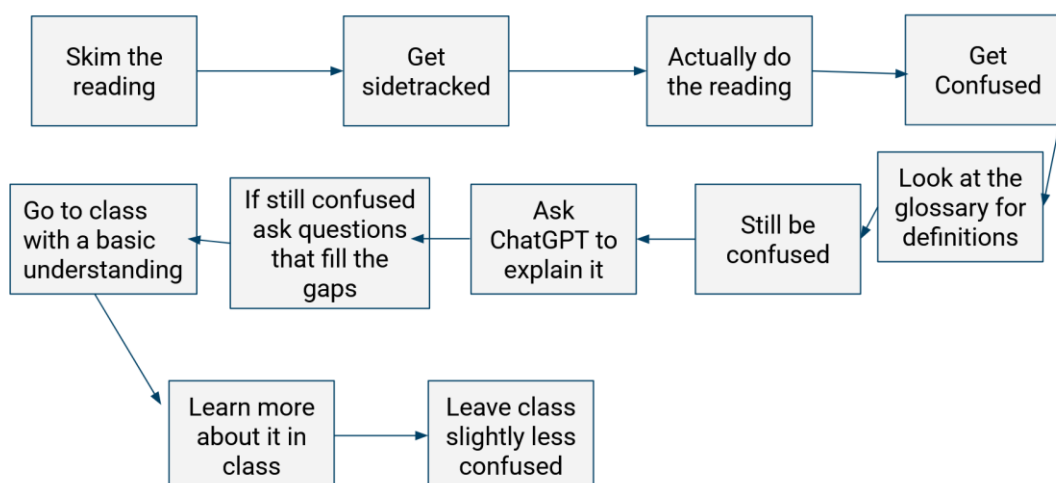 Skim the
reading
Get
sidetracked
Actually do
the reading
Get
Confused
Look at the
glossary for
definitions
Still be
confused
Ask
ChatGPT to
explain it
If still confused
ask questions
that fill the
gaps
Go to class
with a basic
understanding
Learn more
about it in
class
Leave class
slightly less
confused